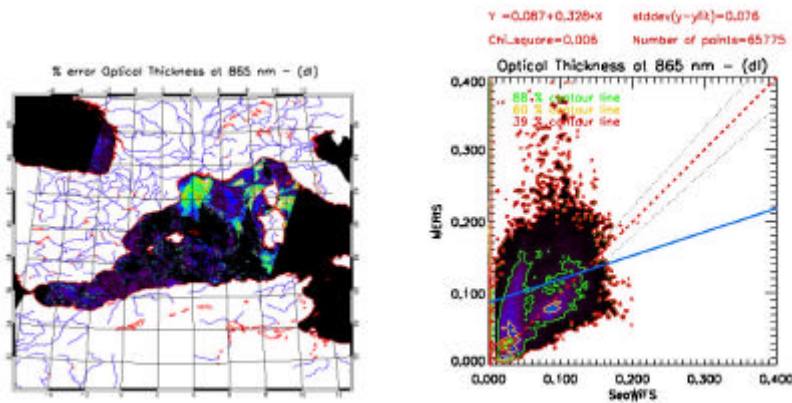 Y =0.087+0.328*X stddev(y-yfit)=0.076
Chi_square=0.006 Number of points=65775
% error Optical Thickness at 865 nm - (dl)
Optical Thickness at 865 nm - (dl)
0.400
88 % contour line
60 % contour line
39 % contour line
0.300
MERIS
0.200
0.100
0.000
0.000 0.100 0.200 0.300 0.400
SeaWiFS